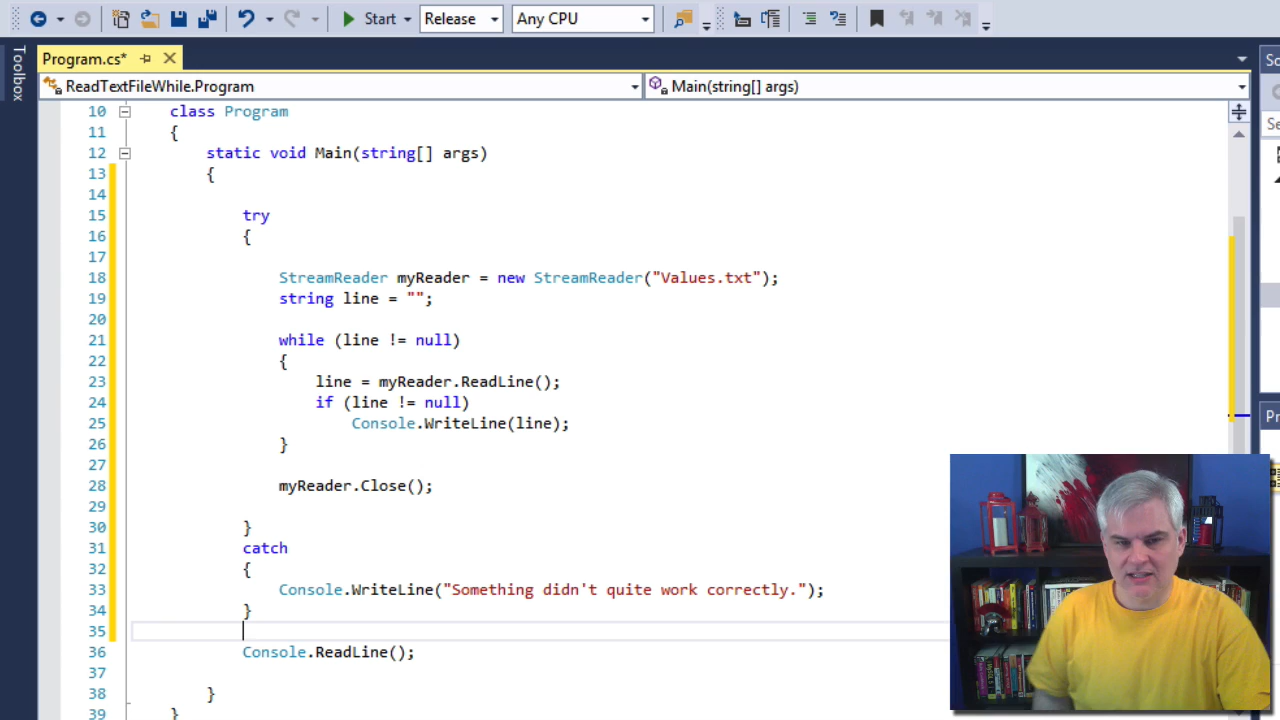 Start
Release
Any CPU
Toolbox
Program.cs*
So
ReadTextFileWhile.Program
Main(string[] args)
10 class Program
11 {
12 static void Main(string[] args)
13 {
14
15 try
16 {
17
18 StreamReader myReader = new StreamReader("Values.txt");
19 string line = "";
20
21 while (line != null)
22 {
23 line = myReader.ReadLine();
24 if (line != null)
25 Console.WriteLine(line);
26 }
27
28 myReader.Close();
29
30 }
31 catch
32 {
33 Console.WriteLine("Something didn't quite work correctly.");
34 }
35
36 Console.ReadLine();
37
38 }
39 }
Se
Pr